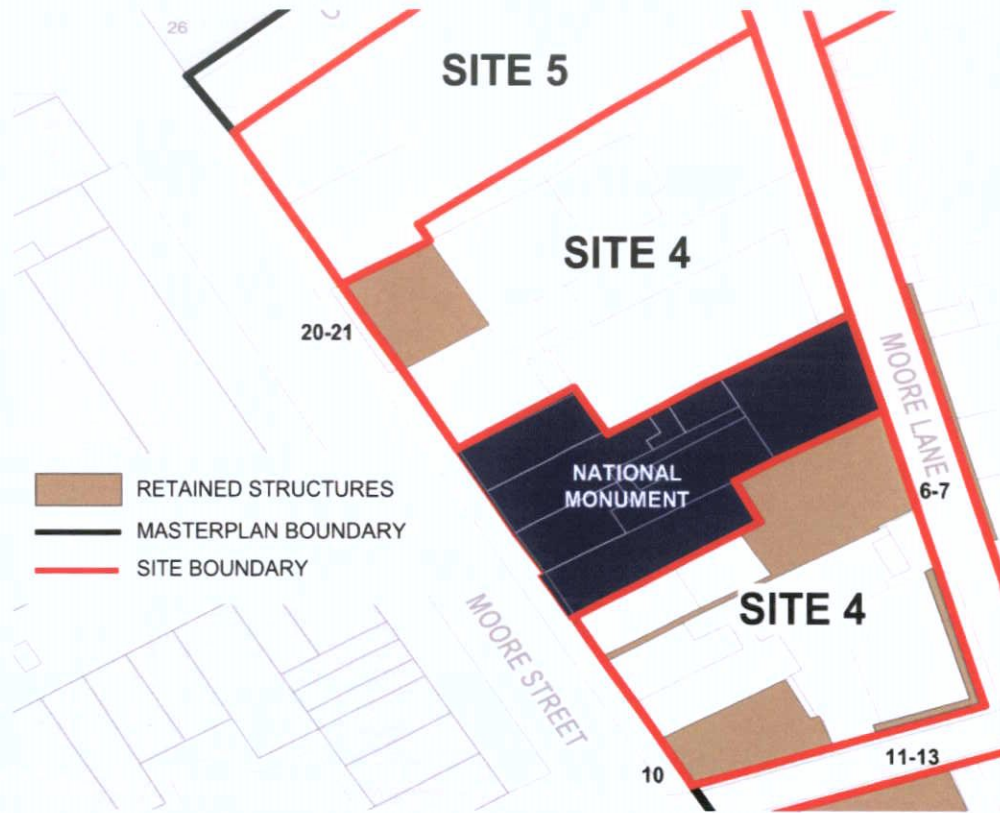 26
SITE 5
SITE 4
20-21
MOORE LANE
NATIONAL
MONUMENT
6-7
RETAINED STRUCTURES
MASTERPLAN BOUNDARY
SITE BOUNDARY
SITE 4
MOORE STREET
11-13
10